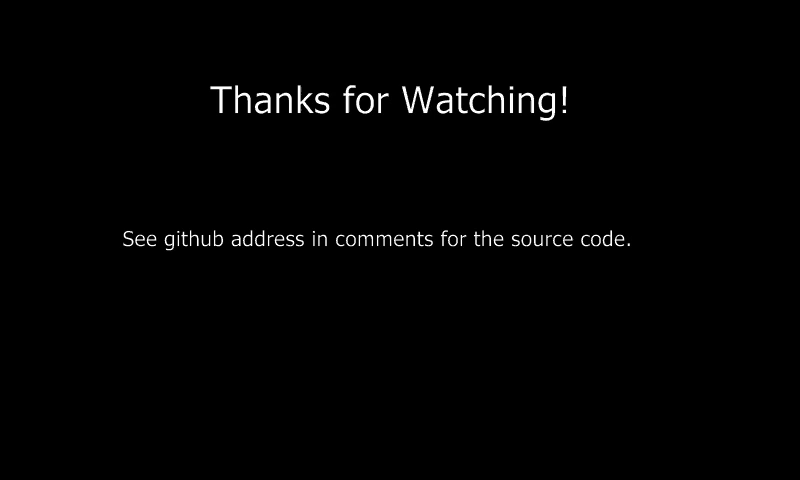 Thanks for Watching!
See github address in comments for the source code.